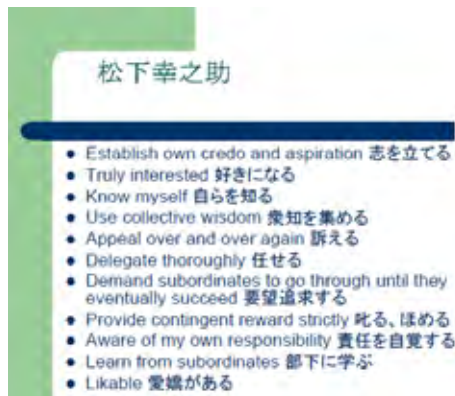 松下幸之助
Establish own credo and aspiration 志を立てる
Truly interested 好きになる
Know myself 自らを知る
Use collective wisdom 衆知を集める
Appeal over and over again 訴える
Delegate thoroughly 任せる
Demand subordinates to go through until they
eventually succeed 要望追求する
Provide contingent reward strictly 叱る、ほめる
Aware of my own responsibility 責任を自覚する
Learn from subordinates 部下に学ぶ
Likable 愛嬌がある